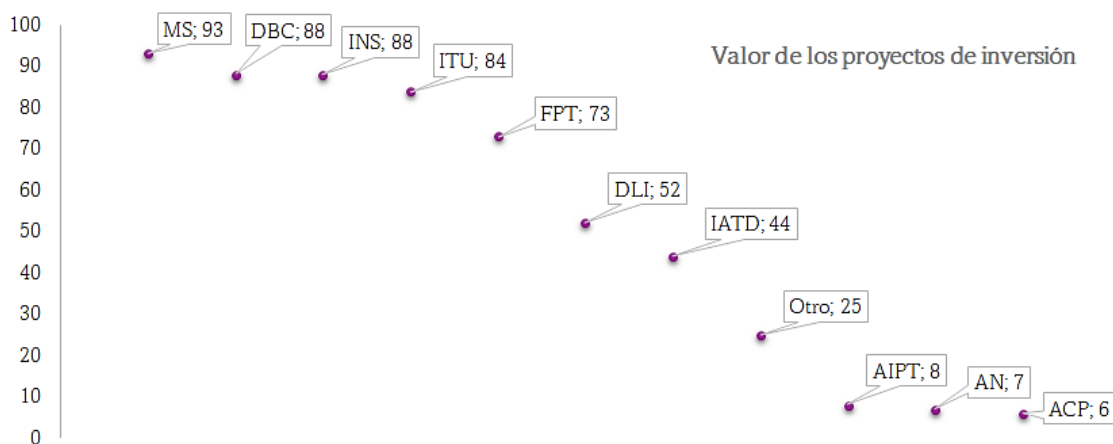 Valor de los proyectos de inversión
100
90
80
70
60
50
40
30
20
10
0
MS; 93
DBC; 88
INS; 88
ITU; 84
FPT; 73
DLI; 52
IATD; 44
Otro; 25
AIPT; 8
AN; 7
ACP; 6